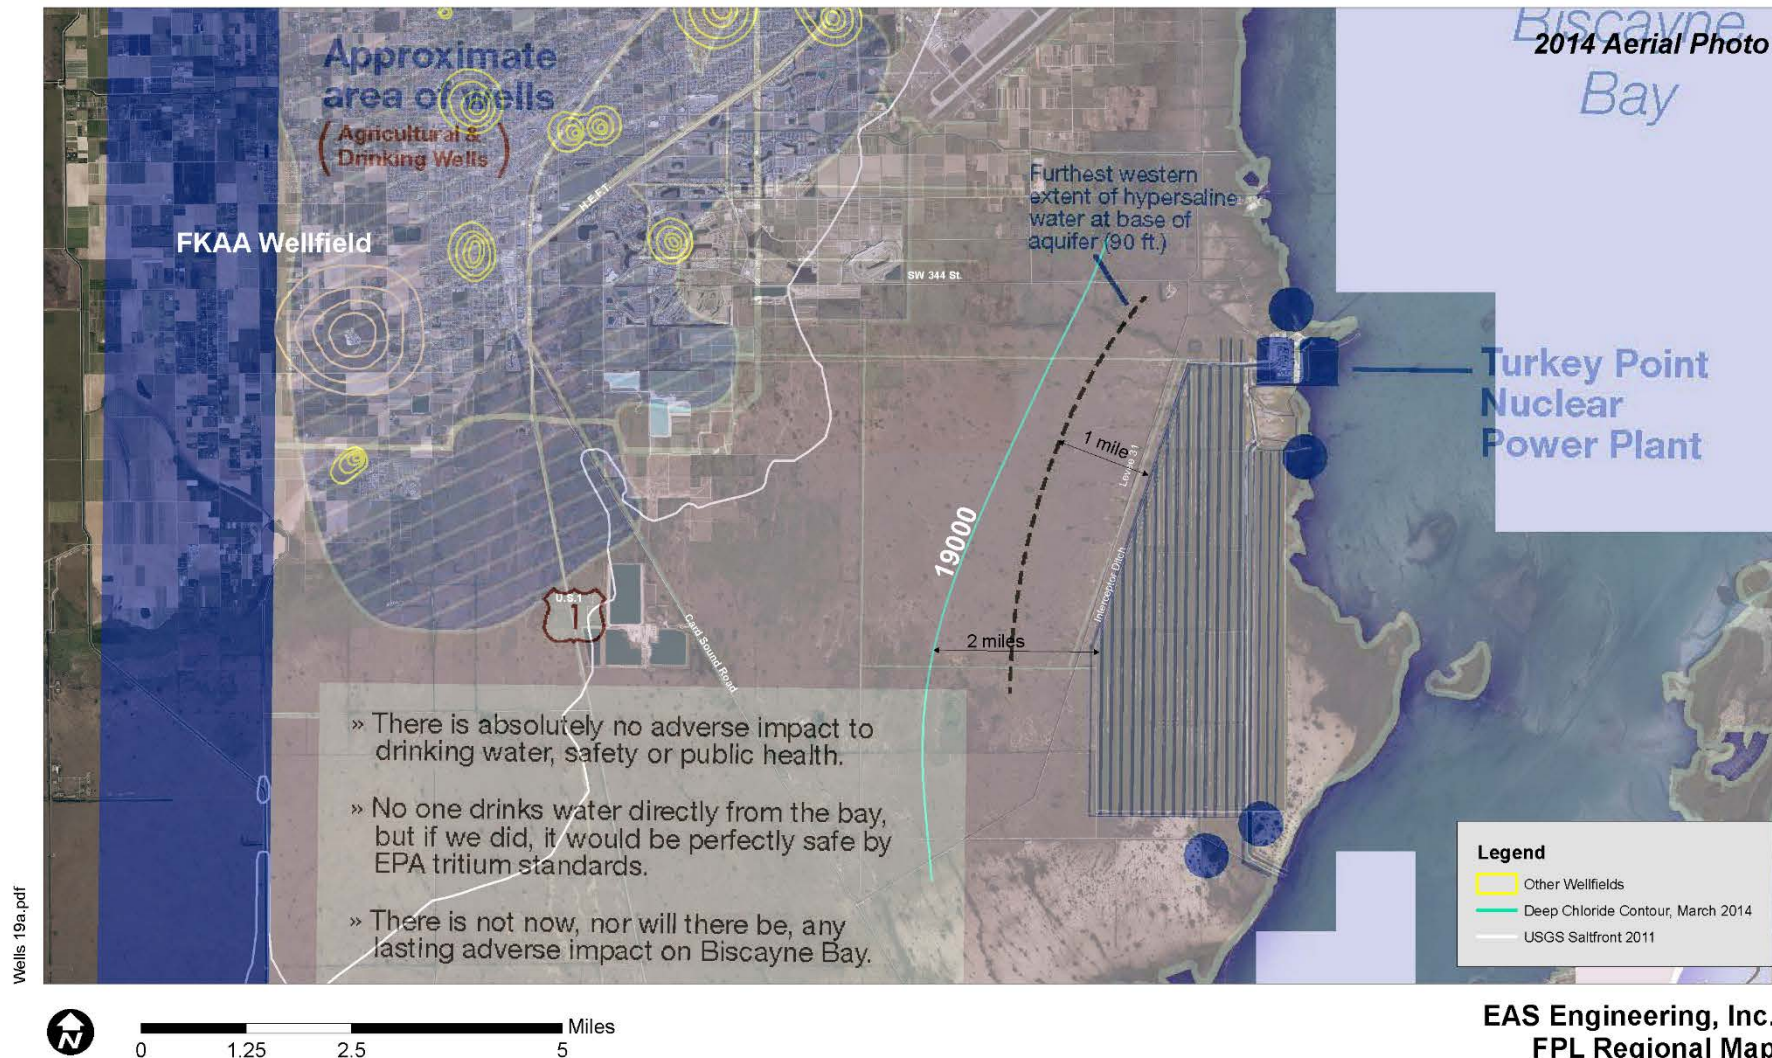 Biscayne
2014 Aerial Photo
Bay
Approximate
area of wells
(Agricultural &
Drinking Wells)
H.E.F.T.
Furthest western
extent of hypersaline
water at base of
aquifer (90 ft.)
FKAA Wellfield
SW 344 St.
Turkey Point
Nuclear
Power Plant
1 mile
Levee 31
19000
Interceptor Ditch
U.S.1
1
Card Sound Road
2 miles
» There is absolutely no adverse impact to
drinking water, safety or public health.
» No one drinks water directly from the bay,
but if we did, it would be perfectly safe by
EPA tritium standards.
» There is not now, nor will there be, any
lasting adverse impact on Biscayne Bay.
Legend
Other Wellfields
Deep Chloride Contour, March 2014
USGS Saltfront 2011
Wells 19a.pdf
N
Miles
0 1.25 2.5 5
EAS Engineering, Inc.
FPL Regional Map